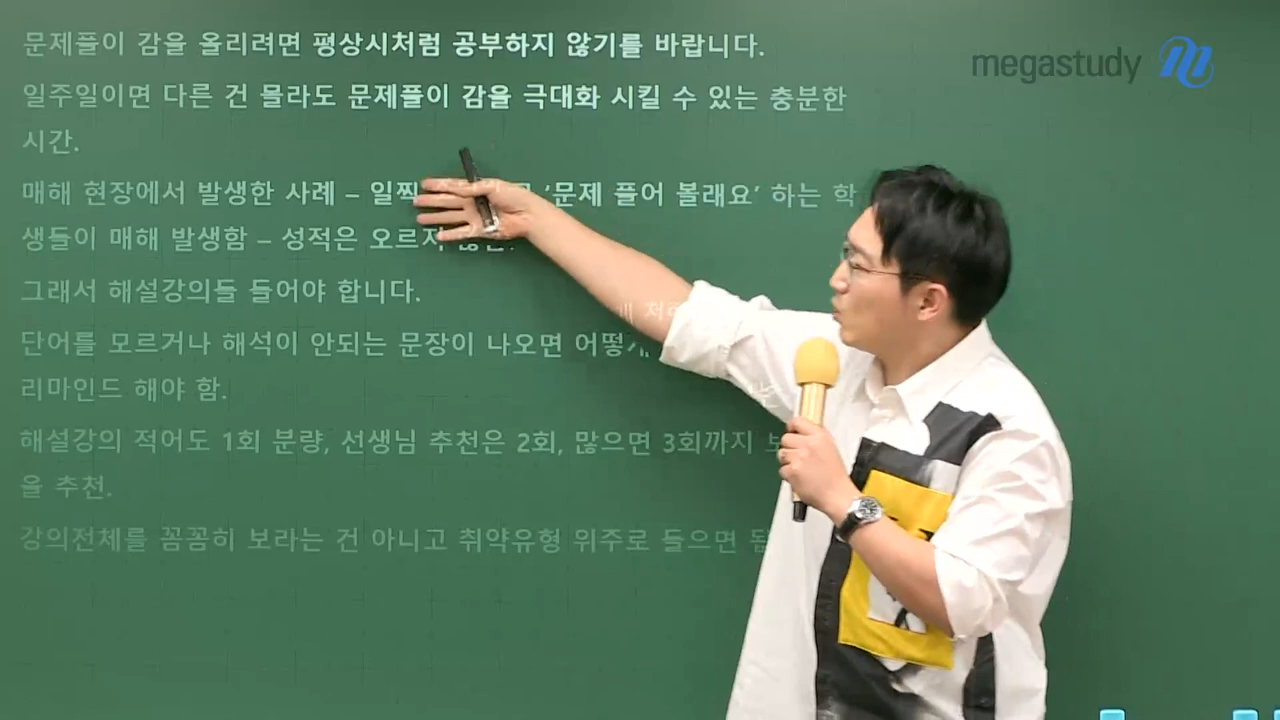 문제풀이 감을 올리려면 평상시처럼 공부하지 않기를 바랍니다.
megastudy
일주일이면 다른 건 몰라도 문제풀이 감을 극대화 시킬 수 있는 충분한
시간.
매해 현장에서 발생한 사례 – 일찍 '문제 풀어 볼래요' 하는 학
생들이 매해 발생함 – 성적은 오르지
그래서 해설강의들 들어야 합니다.
단어를 모르거나 해석이 안되는 문장이 나오면 어떻게
리마인드 해야 함.
해설강의 적어도 1회 분량, 선생님 추천은 2회, 많으면 3회까지
을 추천.
강의전체를 꼼꼼히 보라는 건 아니고 취약유형 위주로 들으면